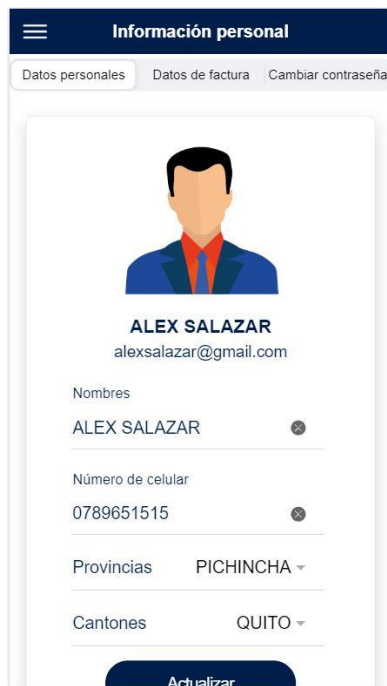 Información personal
Datos personales Datos de factura Cambiar contraseña
ALEX SALAZAR
alexsalazar@gmail.com
Nombres
ALEX SALAZAR
Número de celular
0789651515
Provincias PICHINCHA
Cantones QUITO
Actualizar